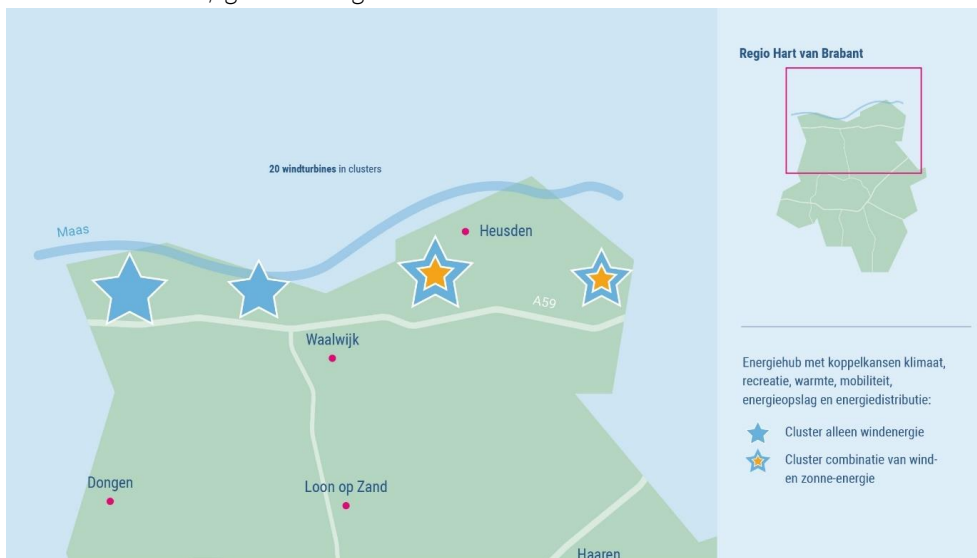 20 windturbines in clusters
Maas
Heusden
A59
Waalwijk
Dongen
Loon op Zand
Haaren
Regio Hart van Brabant
Energiehub met koppelkansen klimaat,
recreatie, warmte, mobiliteit,
energieopslag en energiedistributie:
Cluster alleen windenergie
Cluster combinatie van wind-
en zonne-energie